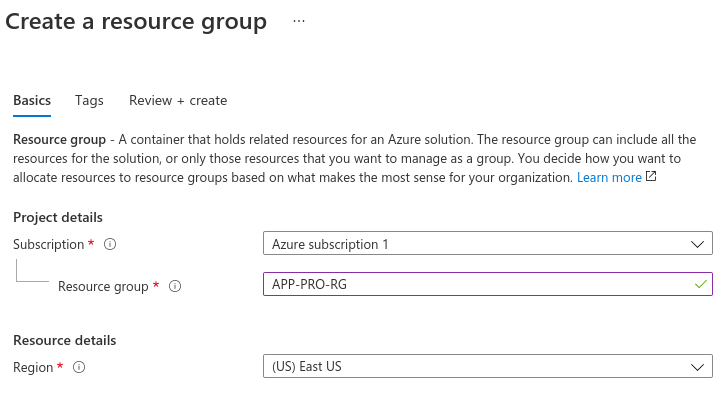 Create a resource group ...
Basics Tags Review + create
Resource group - A container that holds related resources for an Azure solution. The resource group can include all the
resources for the solution, or only those resources that you want to manage as a group. You decide how you want to
allocate resources to resource groups based on what makes the most sense for your organization. Learn more
Project details
Subscription * Azure subscription 1
Resource group * APP-PRO-RG
Resource details
Region * (US) East US